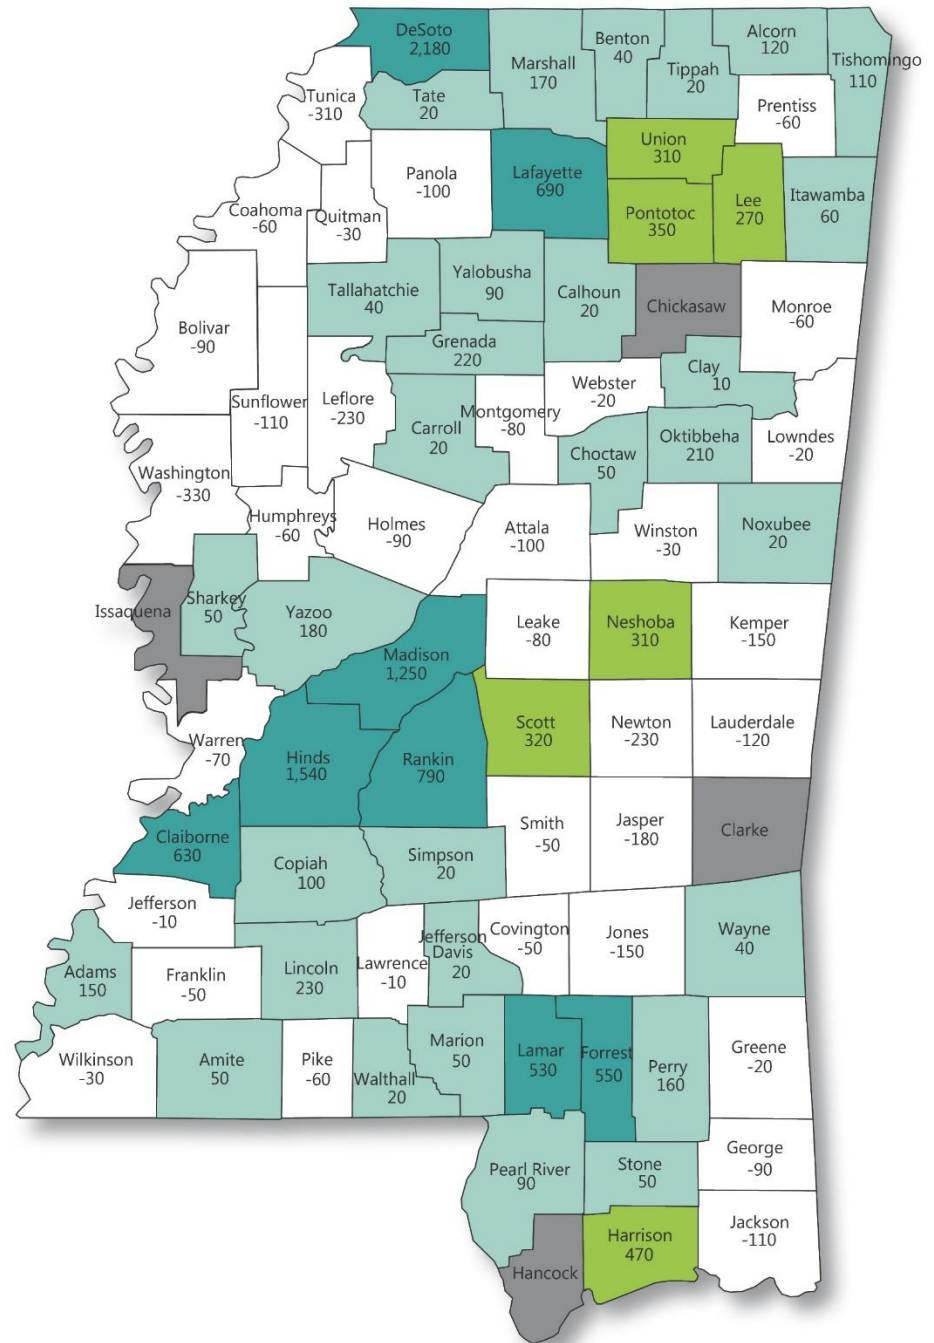 DeSoto
2,180
Marshall
170
Benton
40
Tippah
20
Alcorn
120
Tishomingo
110
Tunica
-310
Tate
20
Prentiss
-60
Union
310
Panola
-100
Lafayette
690
Pontotoc
350
Lee
270
Itawamba
60
Coahoma
-60
Quitman
-30
Tallahatchie
40
Yalobusha
90
Calhoun
20
Chickasaw
Monroe
-60
Bolivar
-90
Grenada
220
Clay
10
Sunflower
-110
Leflore
-230
Carroll
20
Montgomery
-80
Webster
-20
Choctaw
50
Oktibbeha
210
Lowndes
-20
Washington
-330
Humphreys
-60
Holmes
-90
Attala
-100
Winston
-30
Noxubee
20
Issaquena
Sharkey
50
Yazoo
180
Leake
-80
Neshoba
310
Kemper
-150
Madison
1,250
Warren
-70
Hinds
1,540
Rankin
790
Scott
320
Newton
-230
Lauderdale
-120
Claiborne
630
Copiah
100
Simpson
20
Smith
-50
Jasper
-180
Clarke
Jefferson
-10
Adams
150
Franklin
-50
Lincoln
230
Lawrence
-10
Jefferson
Davis
20
Covington
-50
Jones
-150
Wayne
40
Wilkinson
-30
Amite
50
Pike
-60
Walthall
20
Marion
50
Lamar
530
Forrest
550
Perry
160
Greene
-20
Pearl River
90
Stone
50
George
-90
Hancock
Harrison
470
Jackson
-110